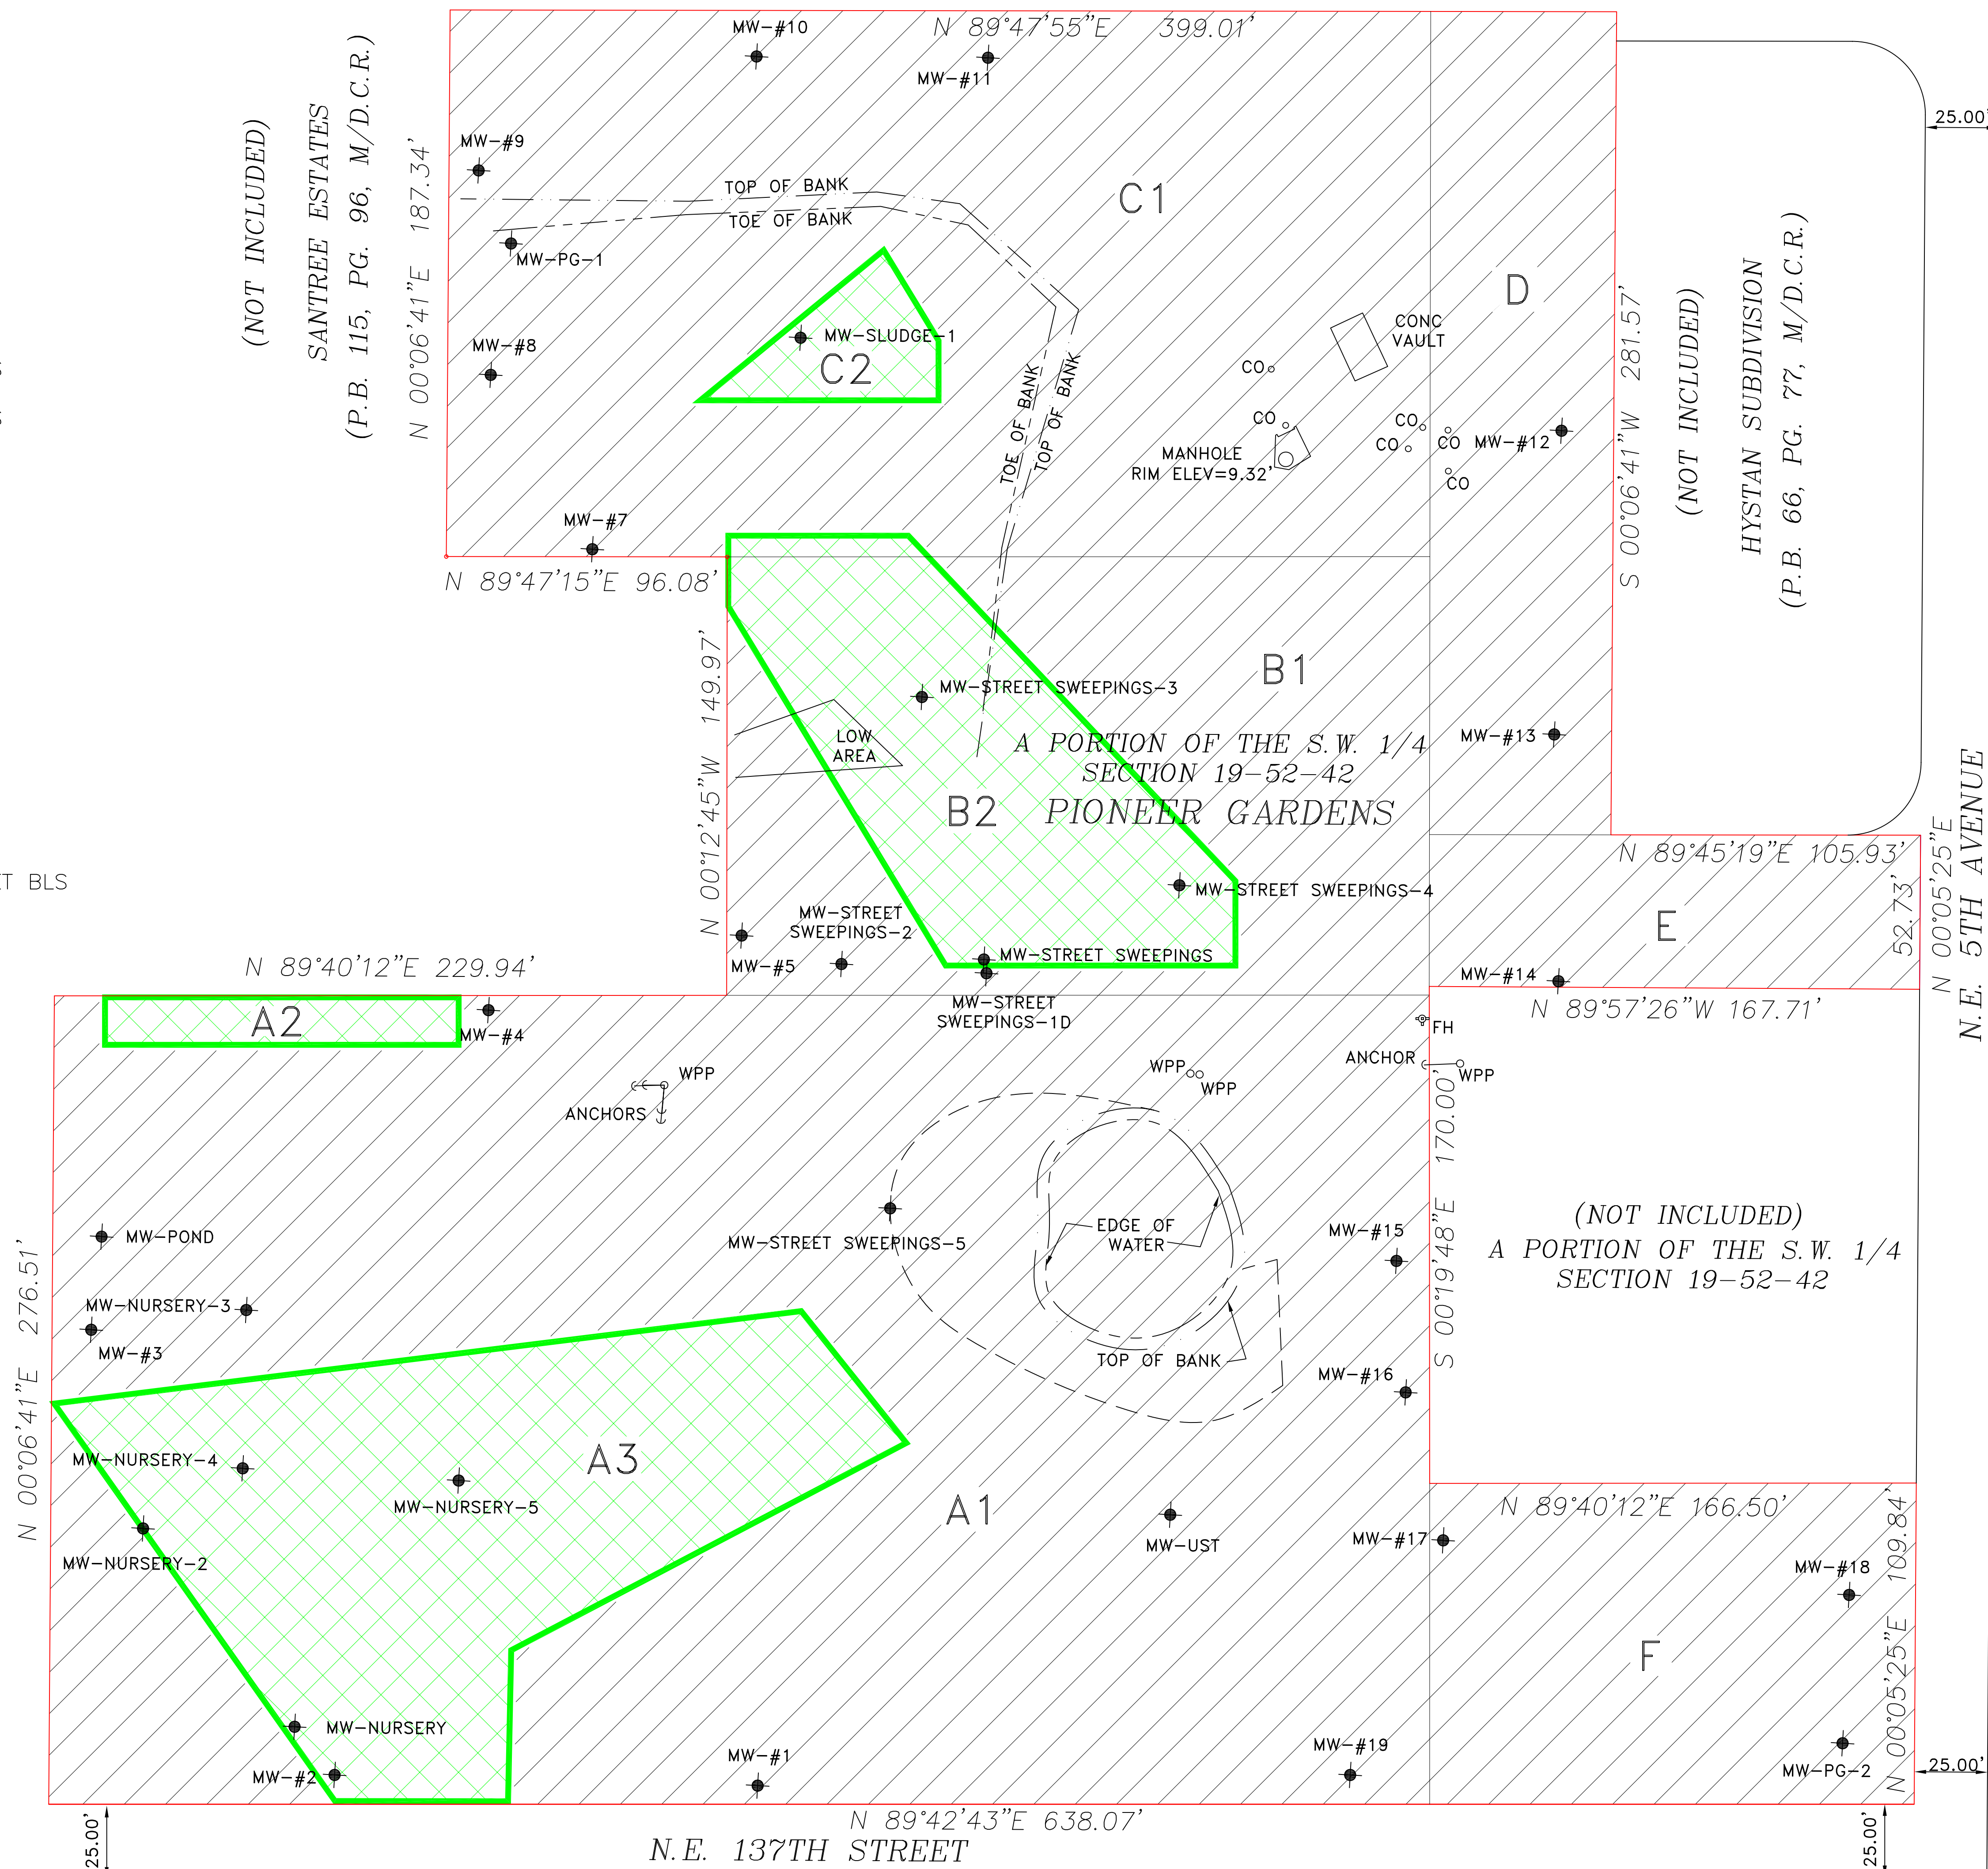 MW-#10
N 89°47'55"E 399.01'
MW-#11
25.00'
(NOT INCLUDED)
SANTREE ESTATES
(P.B. 115, PG. 96, M/D.C.R.)
N 00°06'41"E 187.34'
MW-#9
TOP OF BANK
TOE OF BANK
C1
MW-PG-1
D
MW-SLUDGE-1
C2
MW-#8
CONC
VAULT
CO
CO
CO
CO
CO
CO
MW-#12
MANHOLE
RIM ELEV=9.32'
TOE OF BANK
TOP OF BANK
S 00°06'41"W 281.57'
(NOT INCLUDED)
HYSTAN SUBDIVISION
(P.B. 66, PG. 77, M/D.C.R.)
MW-#7
N 89°47'15"E 96.08'
N 00°12'45"W 149.97'
B1
MW-STREET SWEEPINGS-3
LOW
AREA
A PORTION OF THE S.W. 1/4
SECTION 19-52-42
PIONEER GARDENS
B2
MW-#13
N 89°45'19"E 105.93'
52.73'
N 00°05'25"E
N.E. 5TH AVENUE
T BLS
MW-STREET SWEEPINGS-4
MW-STREET
SWEEPINGS-2
E
MW-STREET SWEEPINGS
MW-#5
MW-#14
N 89°40'12"E 229.94'
A2
MW-#4
MW-STREET
SWEEPINGS-1D
N 89°57'26"W 167.71'
FH
ANCHOR
WPP
WPP
WPP
WPP
ANCHORS
S 00°19'48"E 170.00'
MW-POND
MW-STREET SWEEPINGS-5
EDGE OF
WATER
MW-#15
(NOT INCLUDED)
A PORTION OF THE S.W. 1/4
SECTION 19-52-42
MW-NURSERY-3
MW-#3
N 00°06'41"E 276.51'
TOP OF BANK
MW-#16
MW-NURSERY-4
A3
MW-NURSERY-5
A1
MW-UST
N 89°40'12"E 166.50'
MW-#17
MW-NURSERY-2
MW-#18
N 00°05'25"E 109.84'
F
MW-NURSERY
MW-#2
MW-#1
MW-#19
MW-PG-2
25.00'
25.00'
N 89°42'43"E 638.07'
N.E. 137TH STREET
25.00'